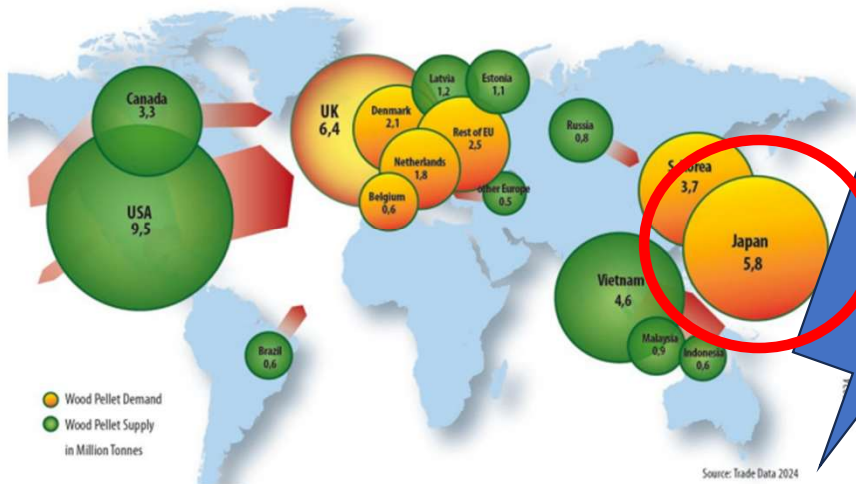 Canada
3,3
USA
9,5
Brazil
0,6
UK
6,4
Denmark
2,1
Latvia
1,2
Estonia
1,1
Rest of EU
2,5
Netherlands
1,8
Belgium
0,6
other Europe
0.5
Russia
0,8
S. Korea
3,7
Japan
5,8
Vietnam
4,6
Malaysia
0,9
Indonesia
0,6
Wood Pellet Demand
Wood Pellet Supply
in Million Tonnes
Source: Trade Data 2024